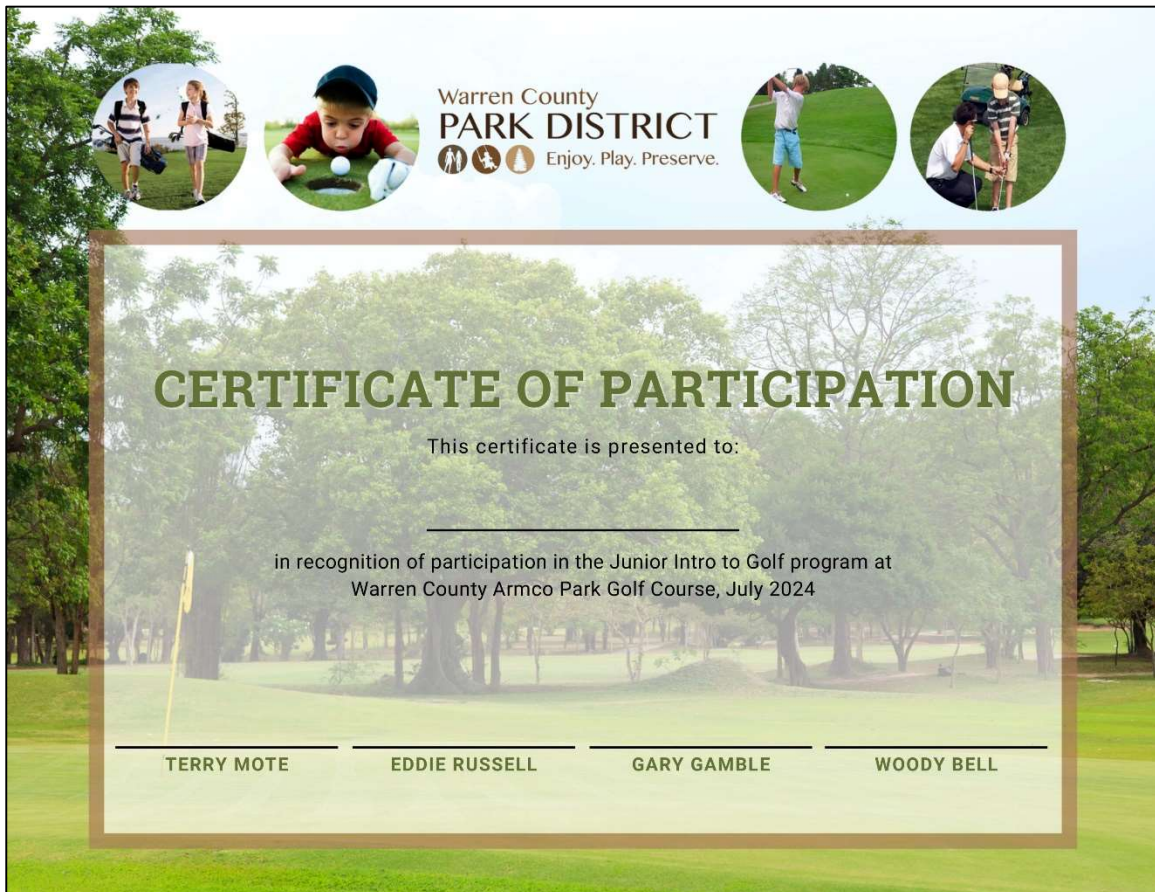 Warren County
PARK DISTRICT
Enjoy. Play. Preserve.
CERTIFICATE OF PARTICIPATION
This certificate is presented to:
in recognition of participation in the Junior Intro to Golf program at
Warren County Armco Park Golf Course, July 2024
TERRY MOTE
EDDIE RUSSELL
GARY GAMBLE
WOODY BELL